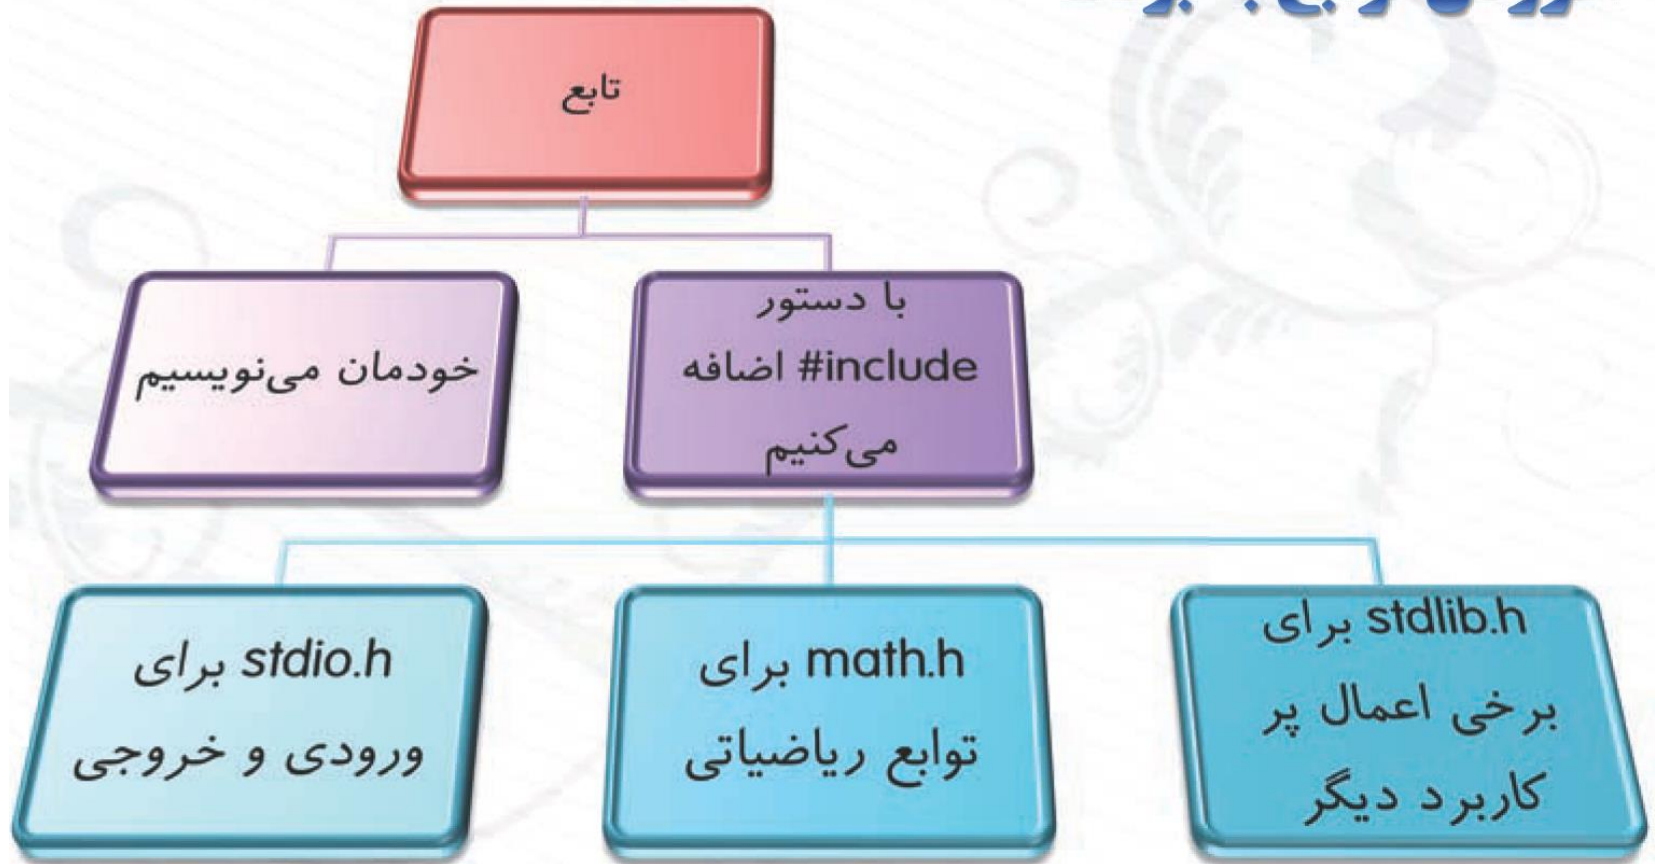 تابع
با دستور
#include اضافه
می‌کنیم
خودمان می‌نویسیم
stdlib.h برای
برخی اعمال پر
کاربرد دیگر
math.h برای
توابع ریاضیاتی
stdio.h برای
ورودی و خروجی